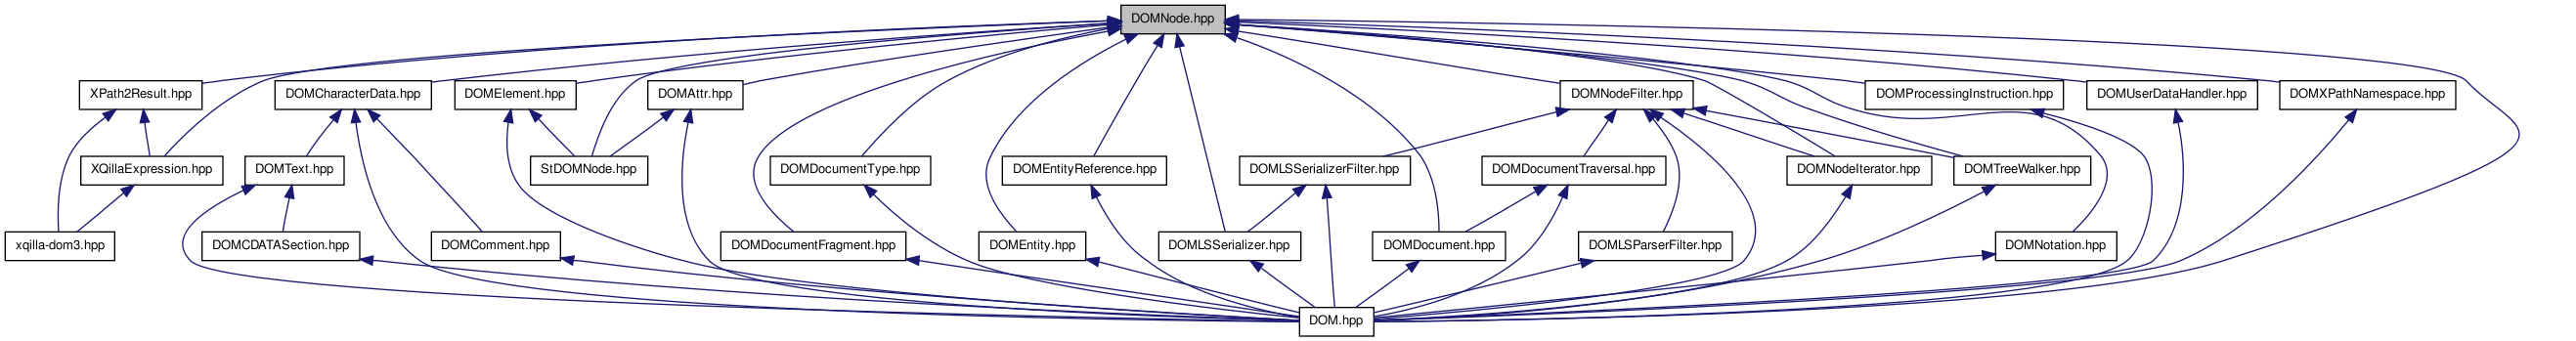 DOMNode.hpp
XPath2Result.hpp
DOMCharacterData.hpp
DOMElement.hpp
DOMAttr.hpp
DOMNodeFilter.hpp
DOMProcessingInstruction.hpp
DOMUserDataHandler.hpp
DOMXPathNamespace.hpp
XQillaExpression.hpp
DOMText.hpp
StDOMNode.hpp
DOMDocumentType.hpp
DOMEntityReference.hpp
DOMLSSerializerFilter.hpp
DOMDocumentTraversal.hpp
DOMNodeIterator.hpp
DOMTreeWalker.hpp
xqilla-dom3.hpp
DOMCDATASection.hpp
DOMComment.hpp
DOMDocumentFragment.hpp
DOMEntity.hpp
DOMLSSerializer.hpp
DOMDocument.hpp
DOMLSParserFilter.hpp
DOMNotation.hpp
DOM.hpp